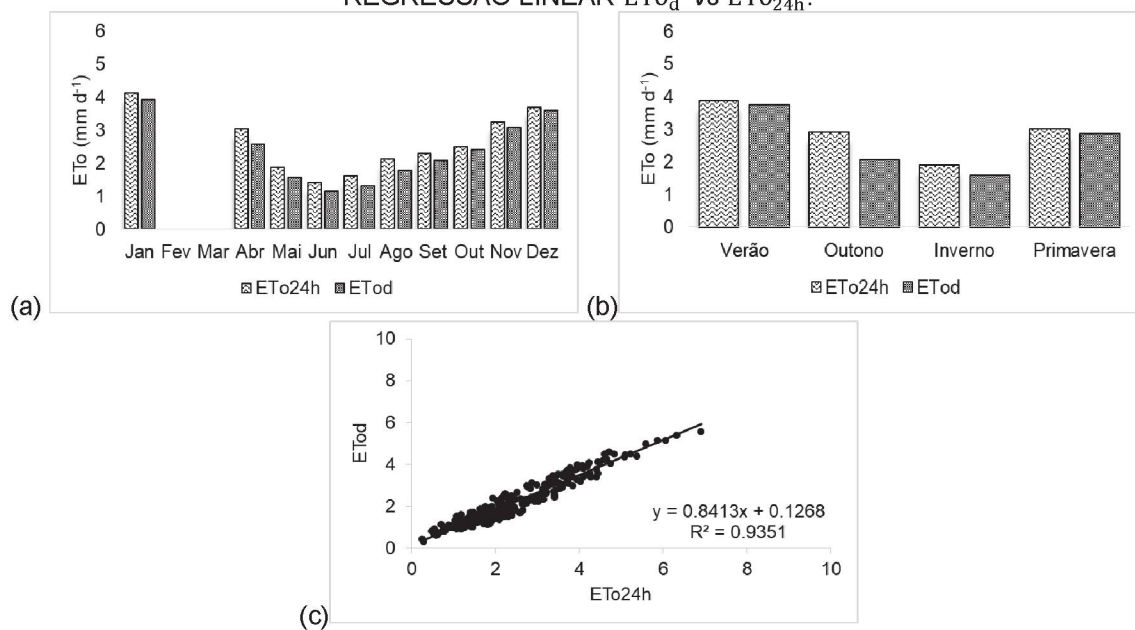 REGRESSÃO LINEAR ETo_d vs ETo_24h.
6
5
4
3
2
1
0
ETo (mm d⁻¹)
Jan Fev Mar Abr Mai Jun Jul Ago Set Out Nov Dez
ETo24h ETod
(a)
6
5
4
3
2
1
0
ETo (mm d⁻¹)
Verão Outono Inverno Primavera
ETo24h ETod
(b)
10
8
6
4
2
0
ETod
y = 0.8413x + 0.1268
R² = 0.9351
0 2 4 6 8 10
ETo24h
(c)